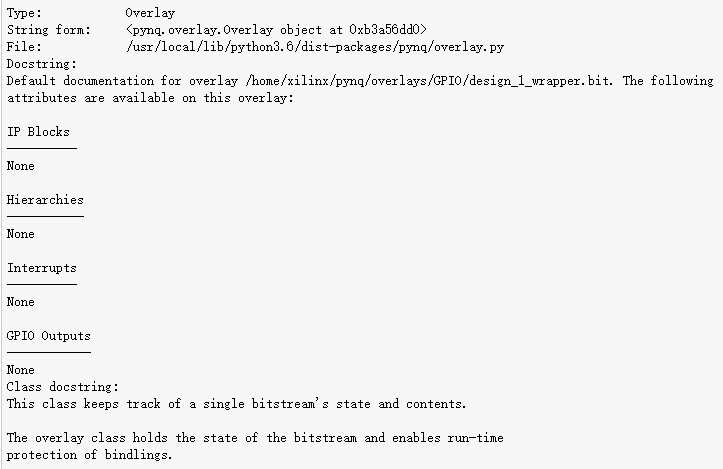 Type:        Overlay
String form: <pynq.overlay.Overlay object at 0xb3a56dd0>
File:        /usr/local/lib/python3.6/dist-packages/pynq/overlay.py
Docstring:
Default documentation for overlay /home/xilinx/pynq/overlays/GPIO/design_1_wrapper.bit. The following
attributes are available on this overlay:
IP Blocks
----------
None
Hierarchies
-----------
None
Interrupts
----------
None
GPIO Outputs
------------
None
Class docstring:
This class keeps track of a single bitstream's state and contents.
The overlay class holds the state of the bitstream and enables run-time
protection of bindlings.